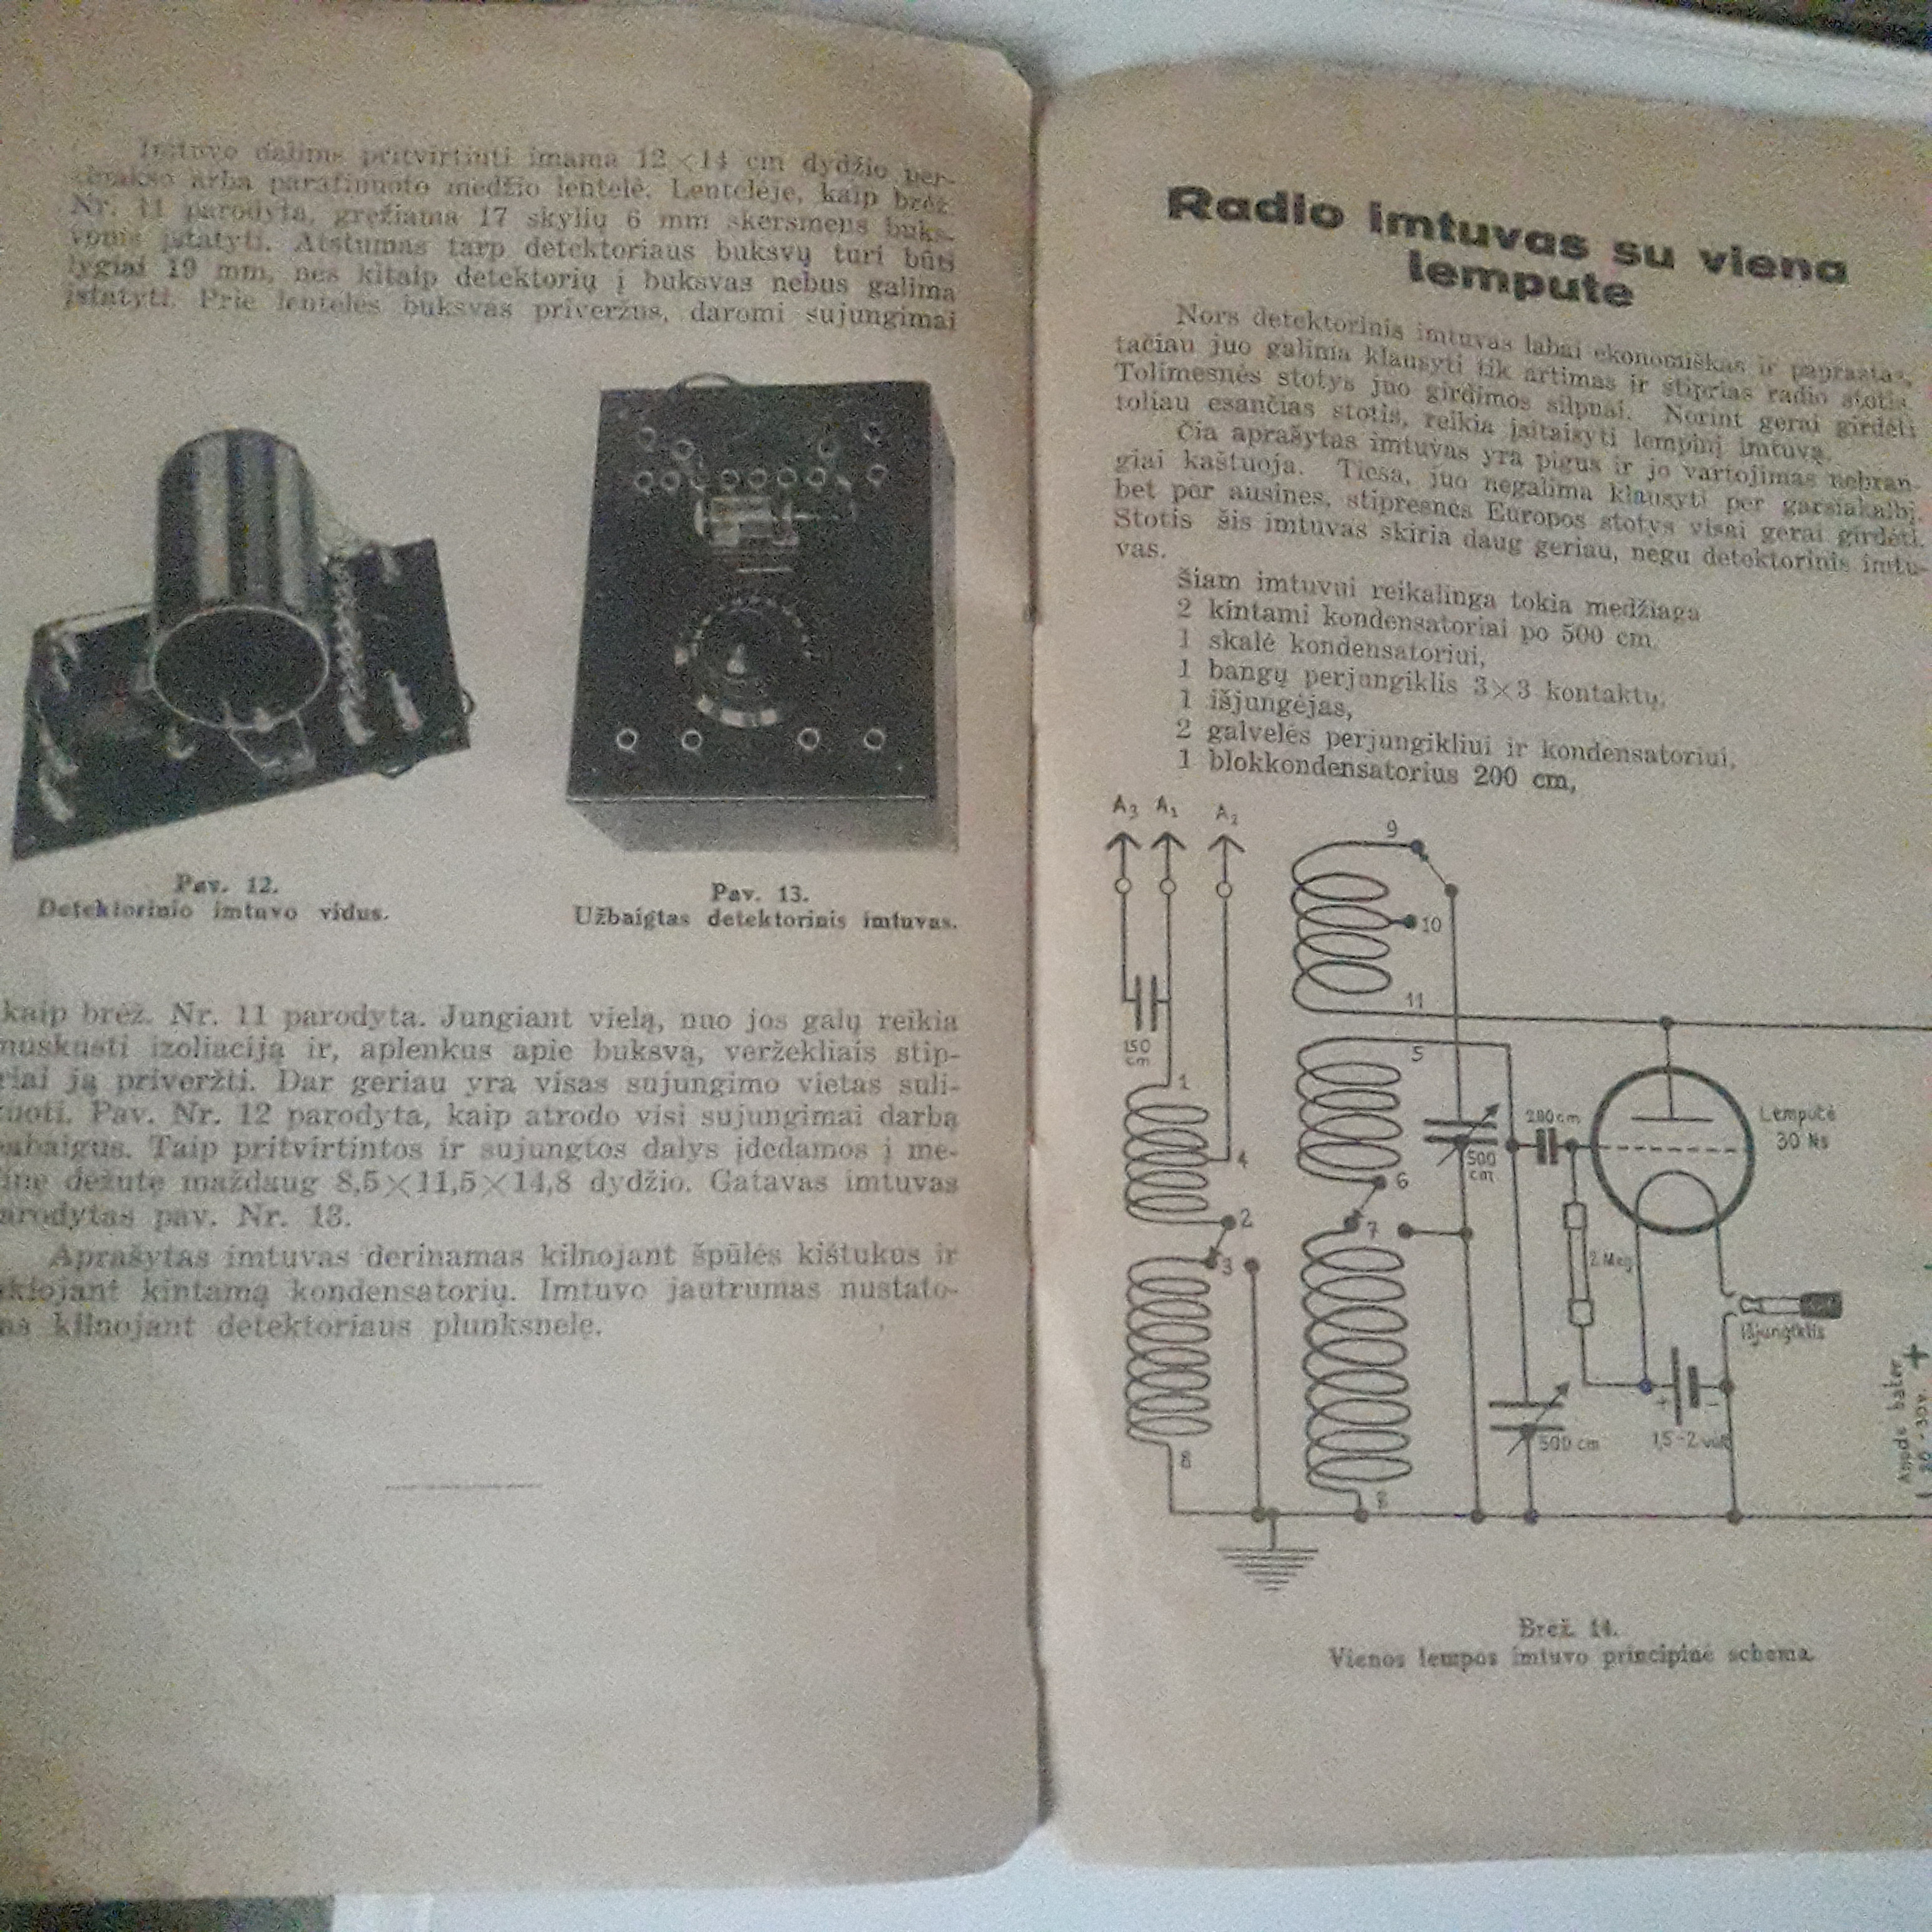 Imtuvo dalims pritvirtinti imama 12×14 cm dydžio per-
tinakso arba parafinuoto medžio lentelė. Lentelėje, kaip brėž.
Nr. 11 parodyta, gręžiama 17 skylių 6 mm skersmens buks-
voms įstatyti. Atstumas tarp detektoriaus buksvų turi būti
lygiai 19 mm, nes kitaip detektorių į buksvas nebus galima
įstatyti. Prie lentelės buksvas priveržus, daromi sujungimai
Pav. 12.
Detektorinio imtuvo vidus.
Pav. 13.
Užbaigtas detektorinis imtuvas.
kaip brėž. Nr. 11 parodyta. Jungiant vielą, nuo jos galų reikia
nuskusti izoliaciją ir, aplenkus apie buksvą, veržekliais stip-
riai ją priveržti. Dar geriau yra visas sujungimo vietas suli-
tuoti. Pav. Nr. 12 parodyta, kaip atrodo visi sujungimai darbą
pabaigus. Taip pritvirtintos ir sujungtos dalys įdedamos į me-
dinę dežutę maždaug 8,5×11,5×14,8 dydžio. Gatavas imtuvas
parodytas pav. Nr. 13.
Aprašytas imtuvas derinamas kilnojant špūlės kištukus ir
sukiojant kintamą kondensatorių. Imtuvo jautrumas nustato-
mas kilnojant detektoriaus plunksnelę.
Radio imtuvas su viena
lempute
Nors detektorinis imtuvas labai ekonomiškas ir paprastas,
tačiau juo galima klausyti tik artimas ir stiprias radio stotis.
Tolimesnės stotys juo girdimos silpnai. Norint gerai girdėti
toliau esančias stotis, reikia įsitaisyti lempinį imtuvą.
Čia aprašytas imtuvas yra pigus ir jo vartojimas nebran-
giai kaštuoja. Tiesa, juo negalima klausyti per garsiakalbį,
bet per ausines, stipresnės Europos stotys visai gerai girdėti.
Stotis šis imtuvas skiria daug geriau, negu detektorinis imtu-
vas.
Šiam imtuvui reikalinga tokia medžiaga
2 kintami kondensatoriai po 500 cm,
1 skalė kondensatoriui,
1 bangų perjungiklis 3×3 kontaktų,
1 išjungėjas,
2 galvelės perjungikliui ir kondensatoriui,
1 blokkondensatorius 200 cm,
A3 A1 A2
9
10
11
150
cm
1
5
200 cm
Lemputė
30 Ns
4
500
cm
6
2
7
3
2 Meg
Išjungiklis
8
500 cm
+ -
1,5-2 volt
Anodo bater.
+
8
Brėž. 14.
Vienos lempos imtuvo principinė schema.